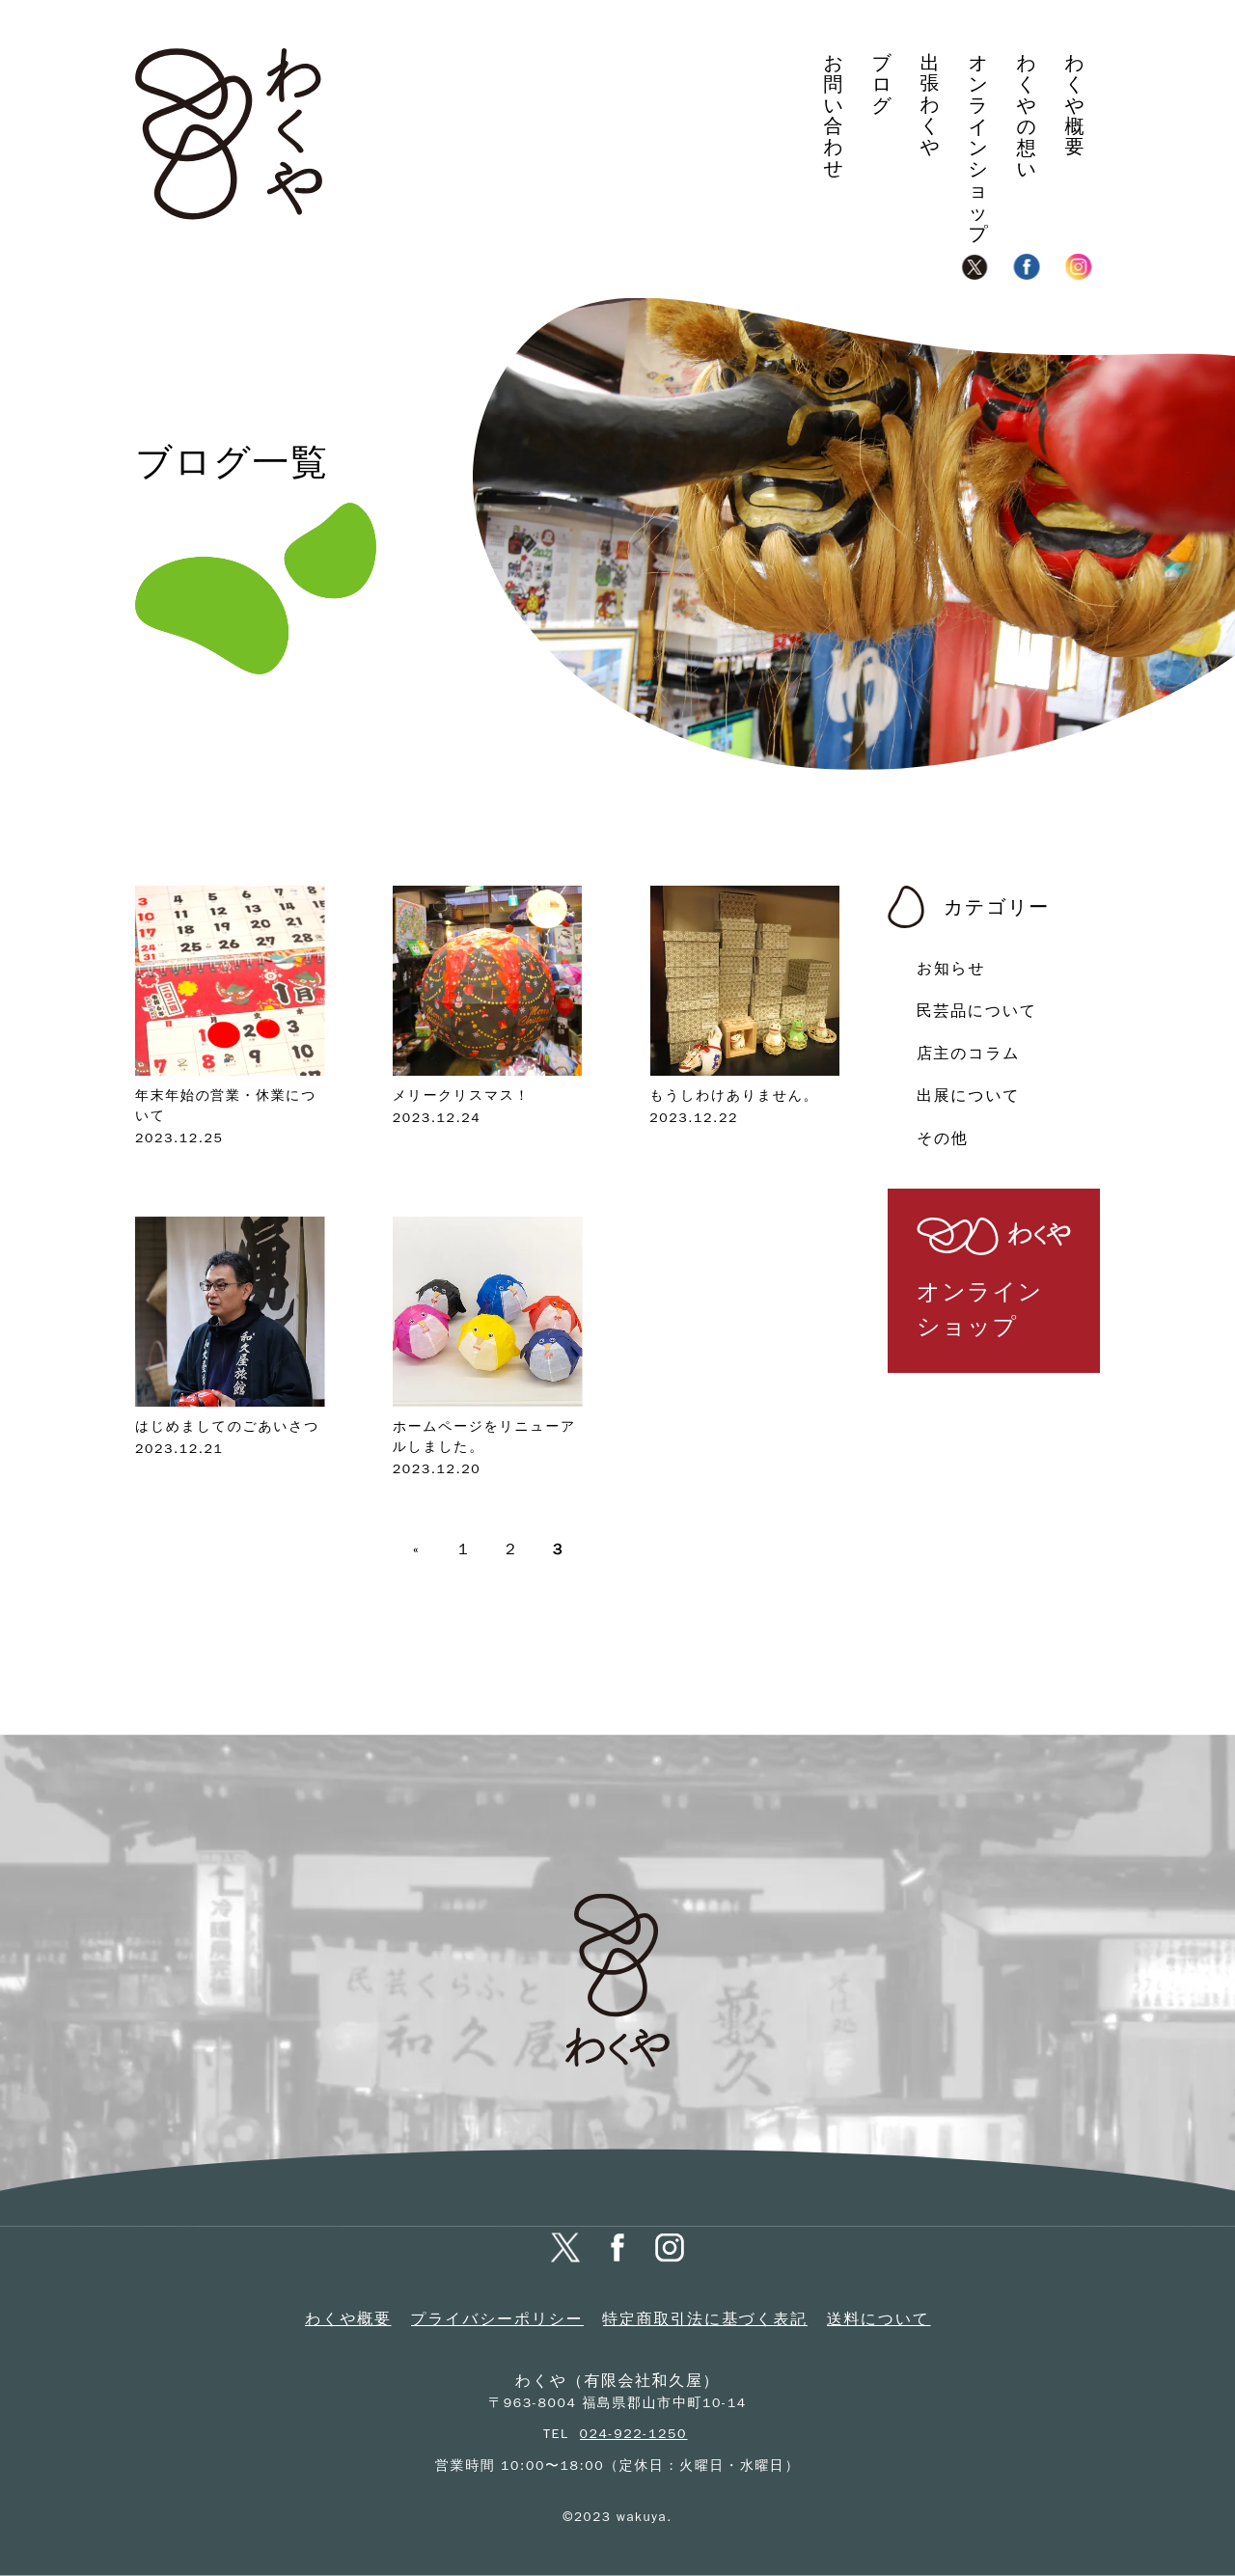 わくや
わくや概要
わくやの想い
オンラインショップ
出張わくや
ブログ
お問い合わせ
ブログ一覧
年末年始の営業・休業につ
いて
2023.12.25
メリークリスマス！
2023.12.24
もうしわけありません。
2023.12.22
はじめましてのごあいさつ
2023.12.21
ホームページをリニューア
ルしました。
2023.12.20
« 1 2 3
カテゴリー
お知らせ
民芸品について
店主のコラム
出展について
その他
わくや
オンライン
ショップ
民芸くらふと
和久屋
わくや
わくや概要 プライバシーポリシー 特定商取引法に基づく表記 送料について
わくや（有限会社和久屋）
〒963-8004 福島県郡山市中町10-14
TEL 024-922-1250
営業時間 10:00〜18:00（定休日：火曜日・水曜日）
©2023 wakuya.